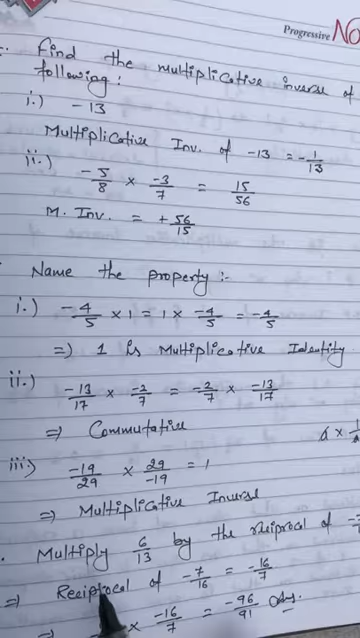 Progressive NO
Find the multiplicative inverse of
following:
i.) -13
Multiplicative Inv. of -13 = -1/13
ii.) -5/8 × -3/7 = 15/56
M. Inv. = +56/15
Name the property :-
i.) -4/5 × 1 = 1 × -4/5 = -4/5
=) 1 is Multiplicative Identity
ii.) -13/17 × -2/7 = -2/7 × -13/17
=) Commutative
a ×
iii) -19/29 × 29/-19 = 1
=) Multiplicative Inverse
Multiply 6/13 by the reciprocal of
=) Reciprocal of -7/16 = -16/7
× -16/7 = -96/91 Ans.